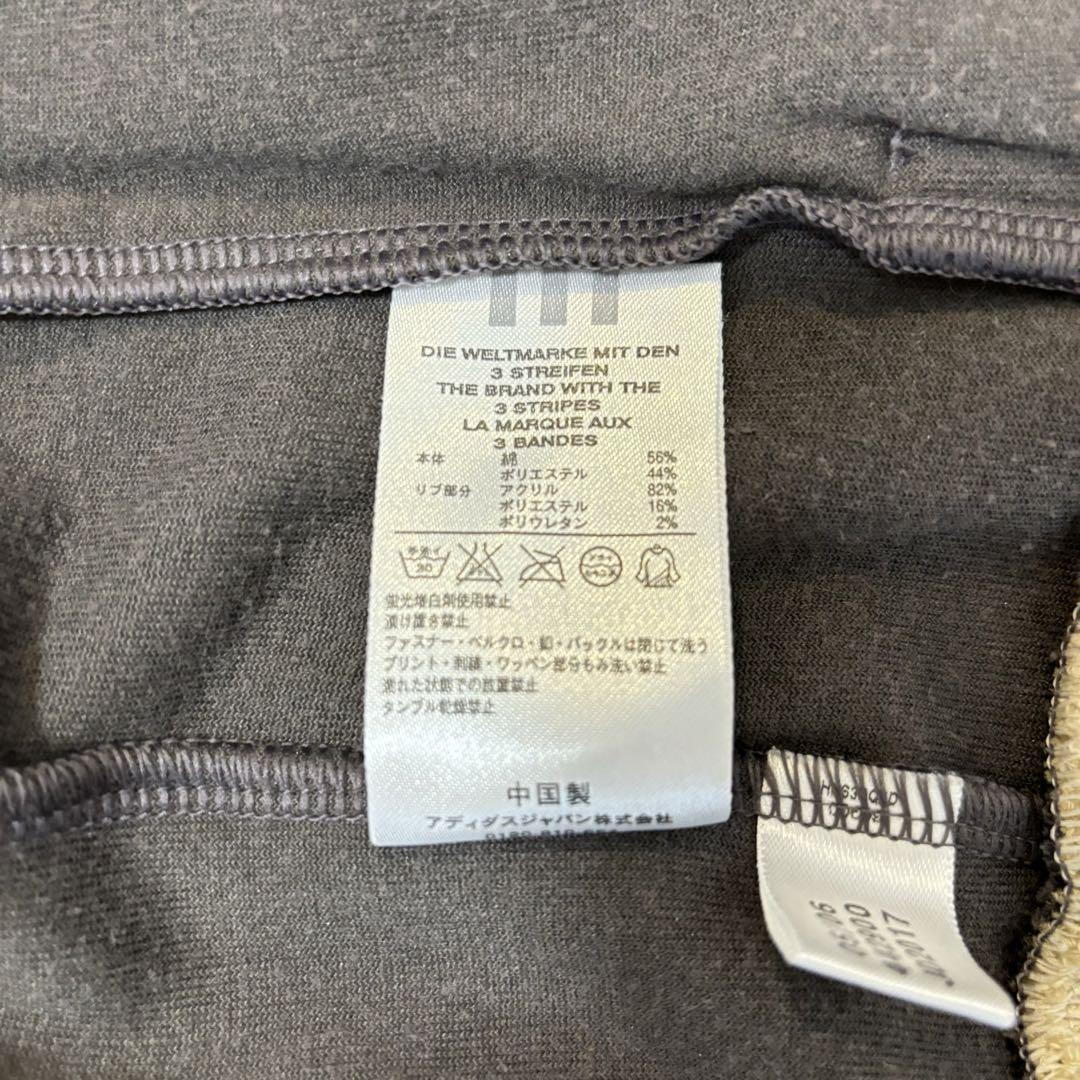 DIE WELTMARKE MIT DEN
3 STREIFEN
THE BRAND WITH THE
3 STRIPES
LA MARQUE AUX
3 BANDES
本体 綿 56%
ポリエステル 44%
リブ部分 アクリル 82%
ポリエステル 16%
ポリウレタン 2%
30
蛍光増白剤使用禁止
漬け置き禁止
ファスナー・ベルクロ・釦・バックルは閉じて洗う
プリント・刺繍・ワッペン部分もみ洗い禁止
濡れた状態での放置禁止
タンブル乾燥禁止
中国製
アディダスジャパン株式会社